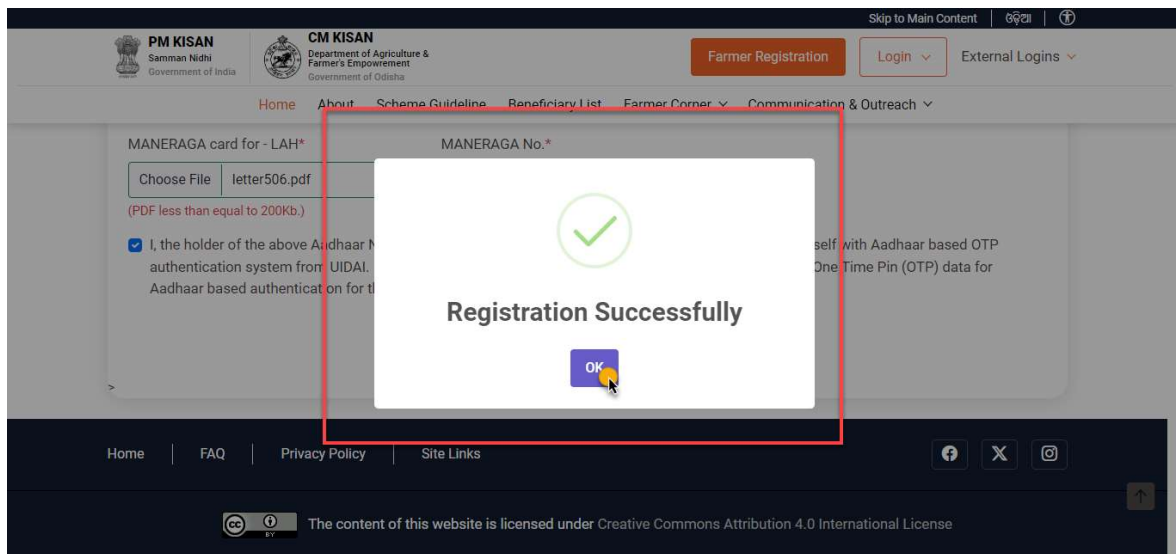 Skip to Main Content
ଓଡ଼ିଆ
PM KISAN
Samman Nidhi
Government of India
CM KISAN
Department of Agriculture &
Farmer's Empowerment
Government of Odisha
Farmer Registration
Login
External Logins
Home About Scheme Guideline Beneficiary List Farmer Corner Communication & Outreach
MANERAGA card for - LAH* MANERAGA No.*
Choose File letter506.pdf
(PDF less than equal to 200Kb.)
I, the holder of the above Aadhaar N self with Aadhaar based OTP
authentication system from UIDAI. One Time Pin (OTP) data for
Aadhaar based authentication for t
Registration Successfully
OK
>
Home FAQ Privacy Policy Site Links
CC BY The content of this website is licensed under Creative Commons Attribution 4.0 International License